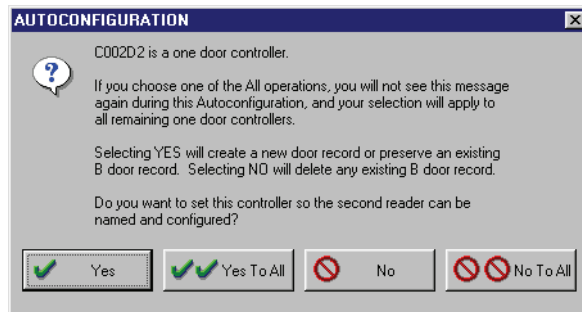 AUTOCONFIGURATION
C002D2 is a one door controller.
If you choose one of the All operations, you will not see this message
again during this Autoconfiguration, and your selection will apply to
all remaining one door controllers.
Selecting YES will create a new door record or preserve an existing
B door record. Selecting NO will delete any existing B door record.
Do you want to set this controller so the second reader can be
named and configured?
Yes Yes To All No No To All